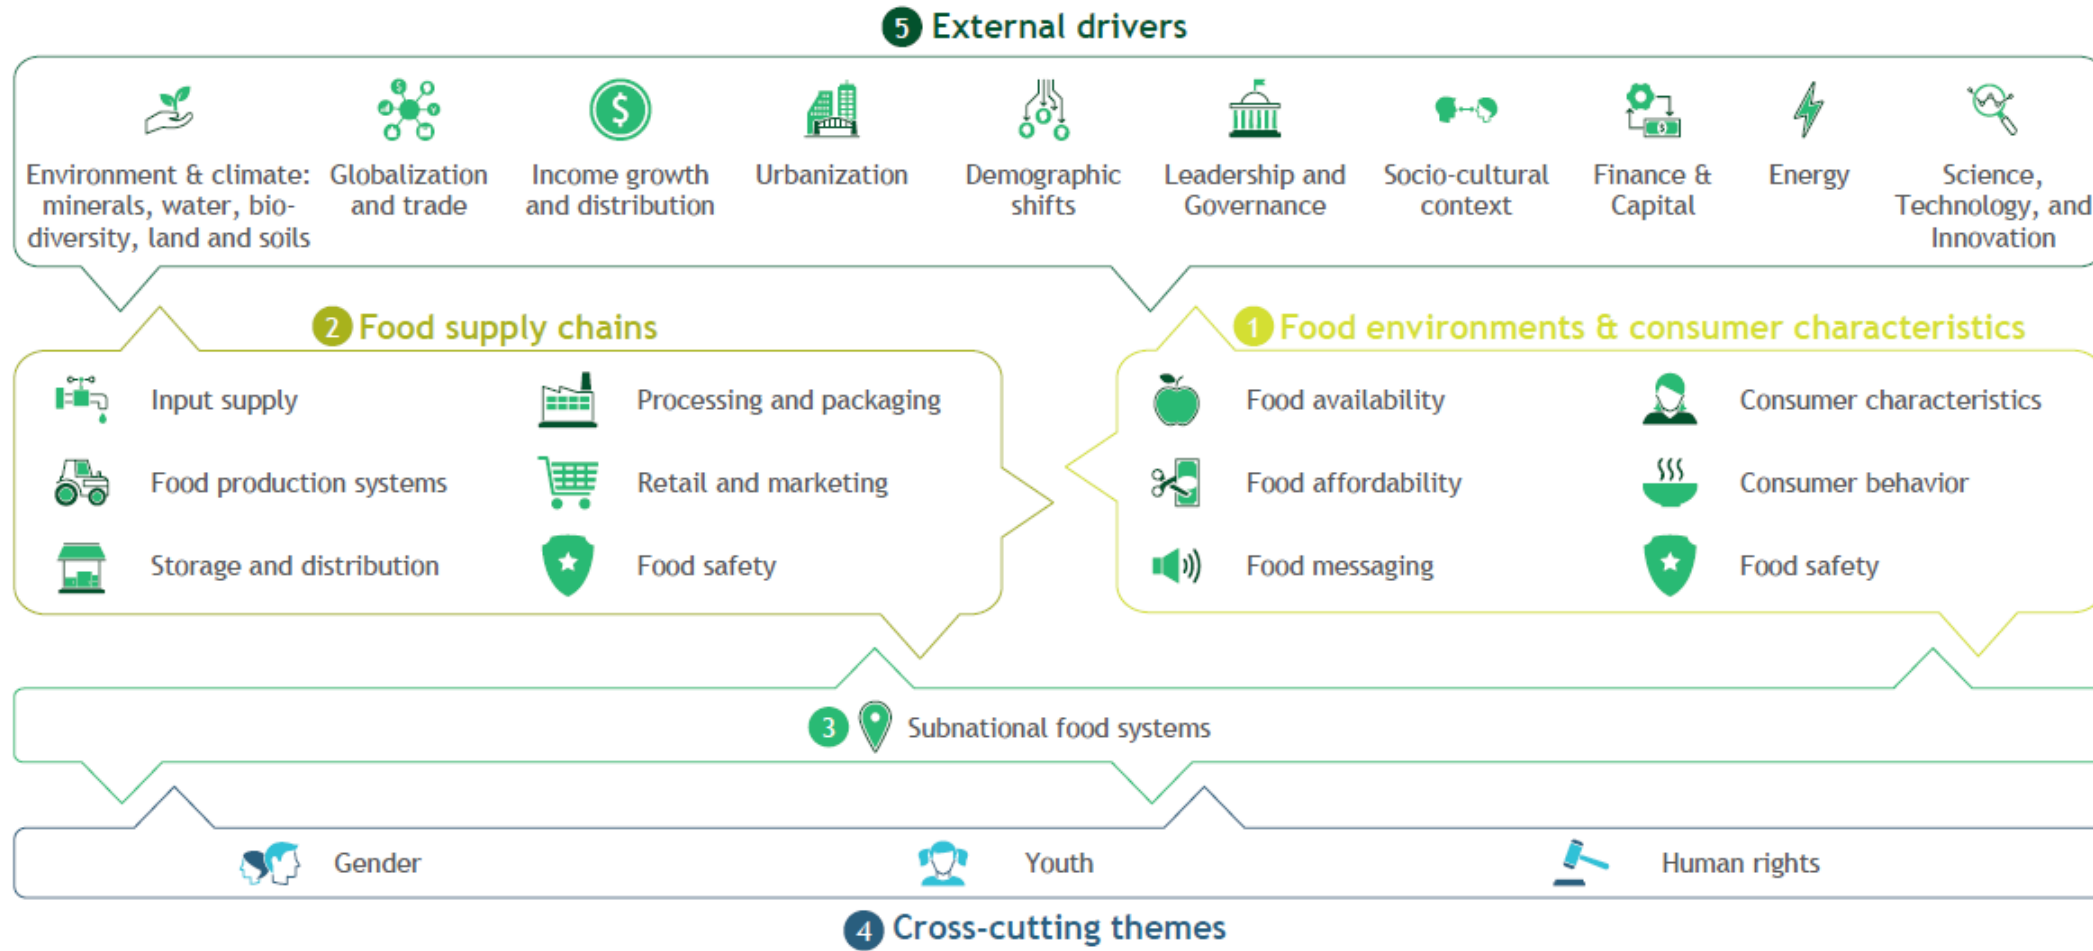 5 External drivers
Environment & climate:
minerals, water, bio-
diversity, land and soils
Globalization
and trade
Income growth
and distribution
Urbanization
Demographic
shifts
Leadership and
Governance
Socio-cultural
context
Finance &
Capital
Energy
Science,
Technology, and
Innovation
2 Food supply chains
Input supply
Processing and packaging
Food production systems
Retail and marketing
Storage and distribution
Food safety
1 Food environments & consumer characteristics
Food availability
Consumer characteristics
Food affordability
Consumer behavior
Food messaging
Food safety
3 Subnational food systems
Gender
Youth
Human rights
4 Cross-cutting themes